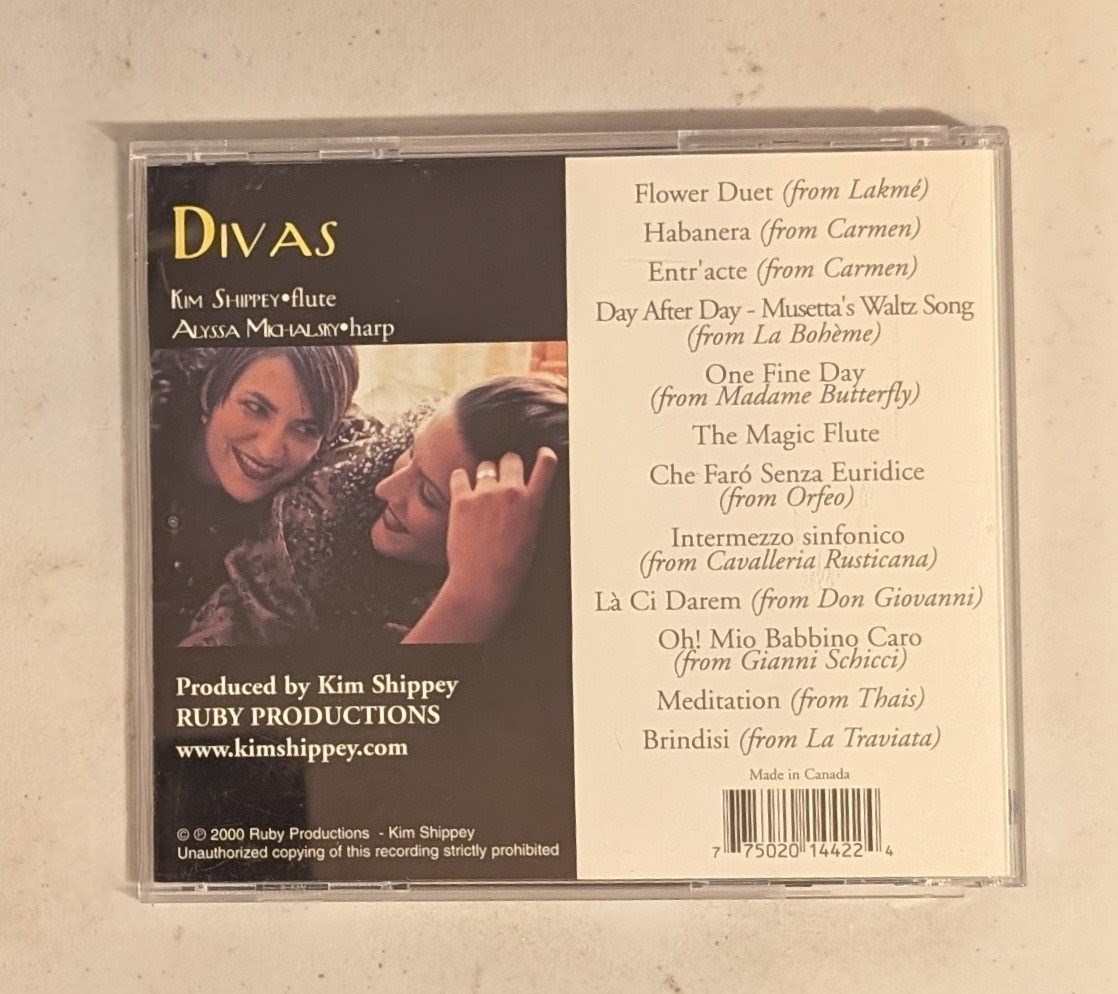 DIVAS
KIM SHIPPEY•flute
ALYSSA MICHALSKY•harp
Produced by Kim Shippey
RUBY PRODUCTIONS
www.kimshippey.com
© ℗ 2000 Ruby Productions - Kim Shippey
Unauthorized copying of this recording strictly prohibited
Flower Duet (from Lakmé)
Habanera (from Carmen)
Entr'acte (from Carmen)
Day After Day - Musetta's Waltz Song
(from La Bohème)
One Fine Day
(from Madame Butterfly)
The Magic Flute
Che Faró Senza Euridice
(from Orfeo)
Intermezzo sinfonico
(from Cavalleria Rusticana)
Là Ci Darem (from Don Giovanni)
Oh! Mio Babbino Caro
(from Gianni Schicci)
Meditation (from Thais)
Brindisi (from La Traviata)
Made in Canada
7 75020 14422 4